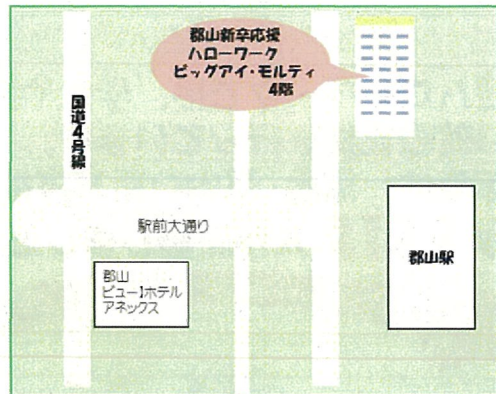 郡山新卒応援
ハローワーク
ビッグアイ・モルティ
4階
国道4号線
駅前大通り
郡山
ビューホテル
アネックス
郡山駅